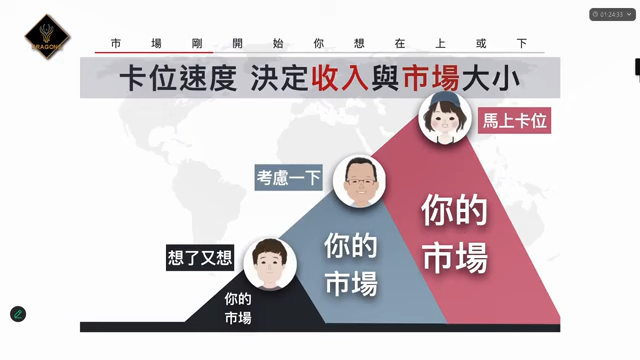 DRAGONS
01:24:33
市場剛開始你想在上或下
卡位速度 決定收入與市場大小
馬上卡位
考慮一下
你的
市場
你的
市場
想了又想
你的
市場